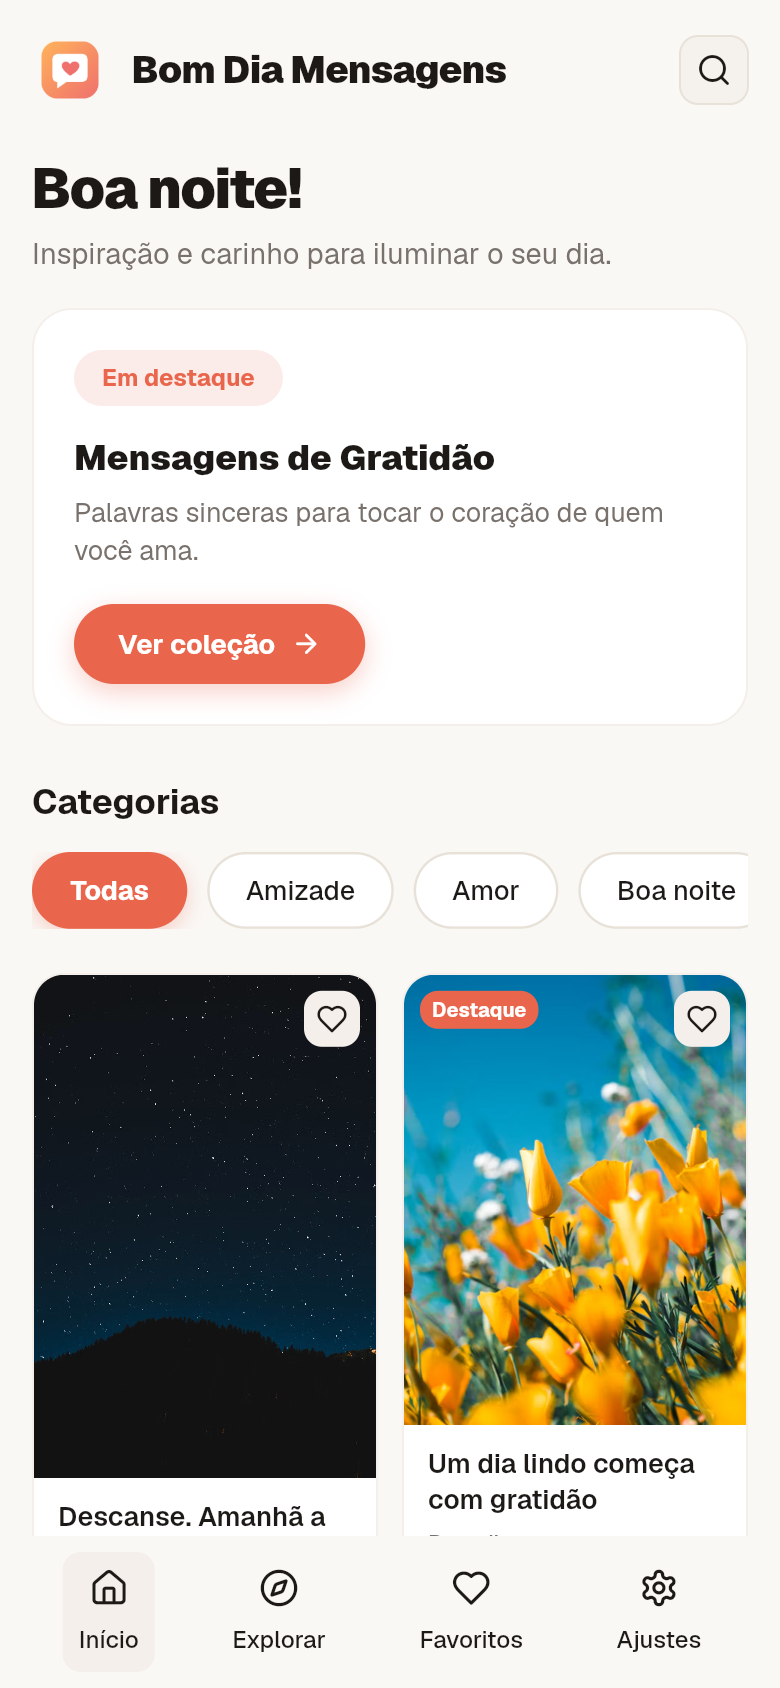 Bom Dia Mensagens
Boa noite!
Inspiração e carinho para iluminar o seu dia.
Em destaque
Mensagens de Gratidão
Palavras sinceras para tocar o coração de quem
você ama.
Ver coleção
Categorias
Todas
Amizade
Amor
Boa noite
Destaque
Descanse. Amanhã a
Um dia lindo começa
com gratidão
Início
Explorar
Favoritos
Ajustes